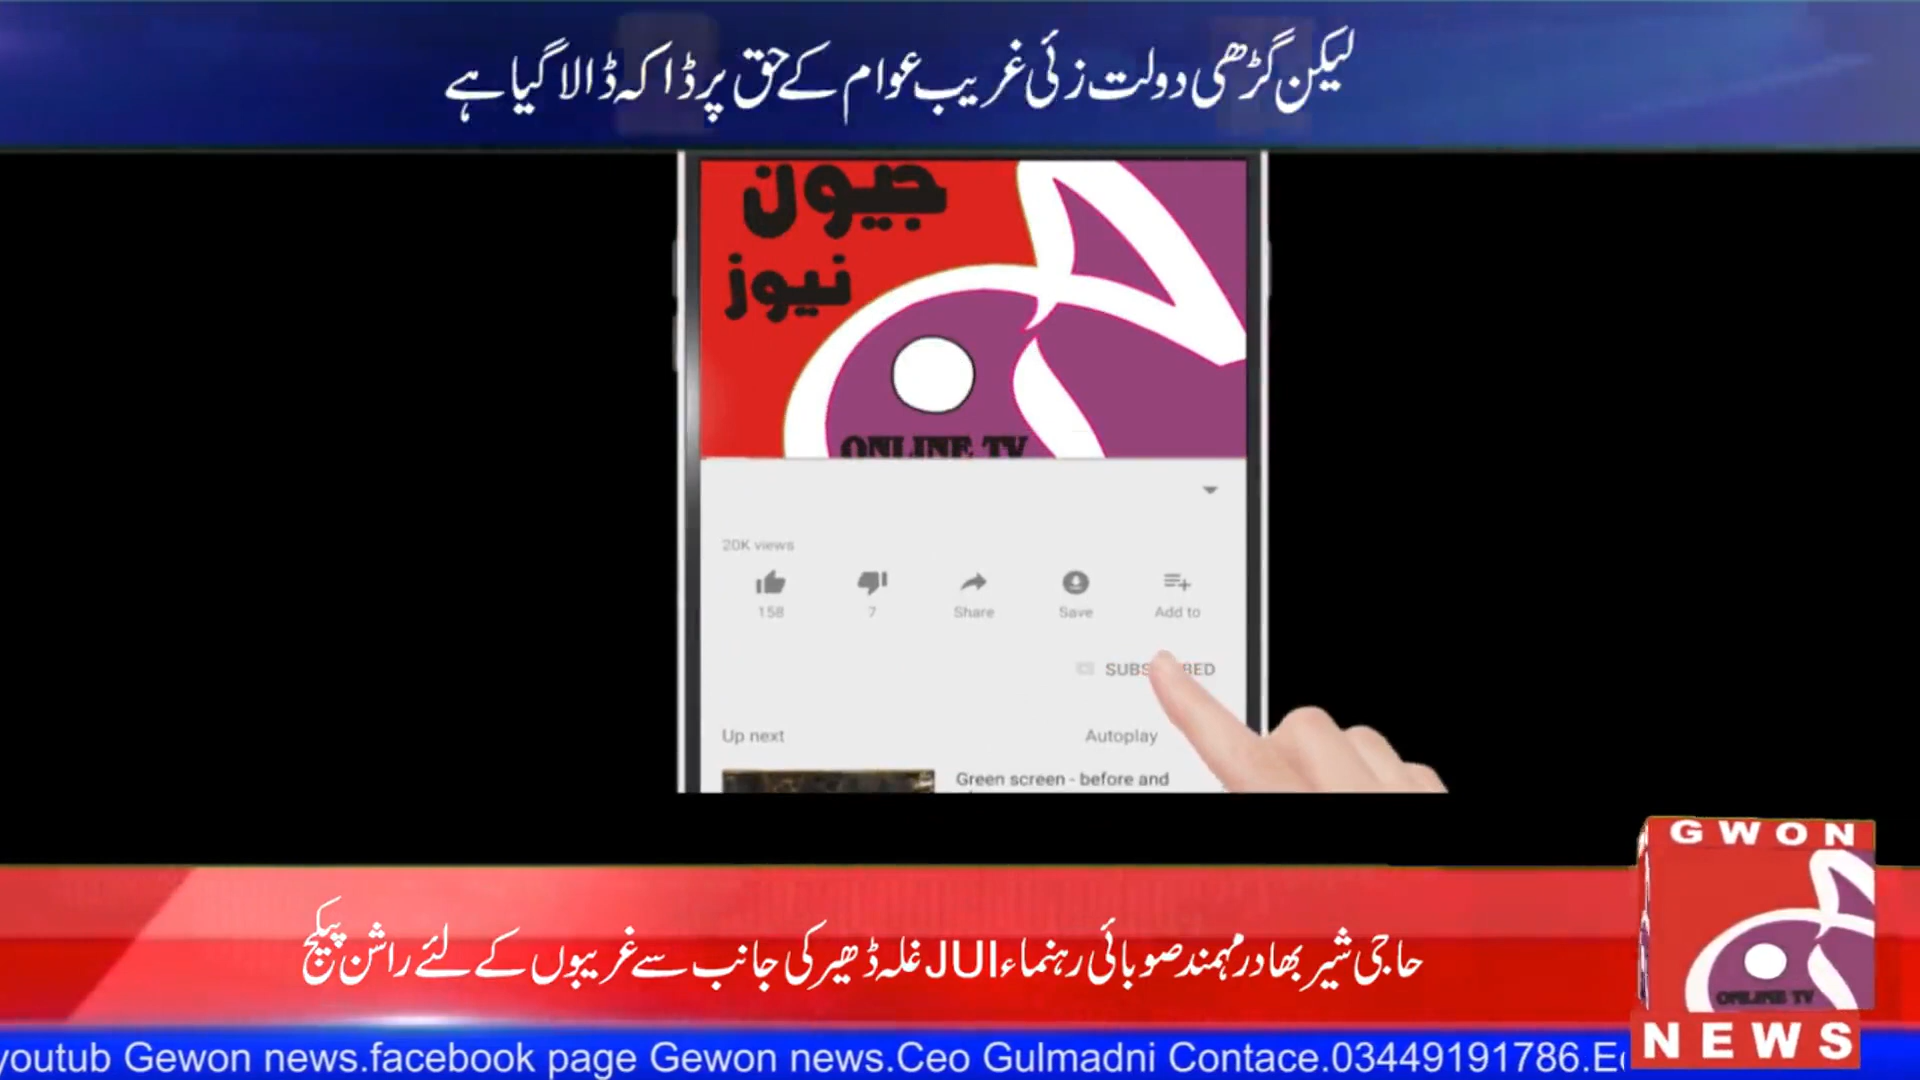 لیکن گڑھی دولت زئی غریب عوام کے حق پر ڈاکہ ڈالا گیا ہے
جیون
نیوز
ONLINE TV
20K views
158
7
Share
Save
Add to
Up next
Autoplay
Green screen - before and
GWON
ONLINE TV
NEWS
حاجی شیر بھادر مہمند صوبائی رہنماء JUI غلہ ڈھیر کی جانب سے غریبوں کے لئے راشن پیکج
youtub Gewon news.facebook page Gewon news.Ceo Gulmadni Contace.03449191786.